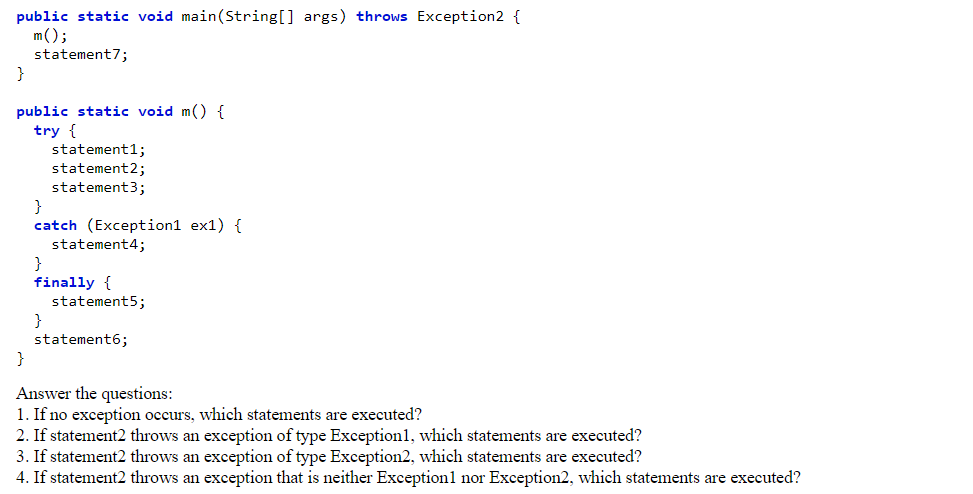 public static void main(String[] args) throws Exception2 {
  m();
  statement7;
}

public static void m() {
  try {
    statement1;
    statement2;
    statement3;
  }
  catch (Exception1 ex1) {
    statement4;
  }
  finally {
    statement5;
  }
  statement6;
}
Answer the questions:
1. If no exception occurs, which statements are executed?
2. If statement2 throws an exception of type Exception1, which statements are executed?
3. If statement2 throws an exception of type Exception2, which statements are executed?
4. If statement2 throws an exception that is neither Exception1 nor Exception2, which statements are executed?